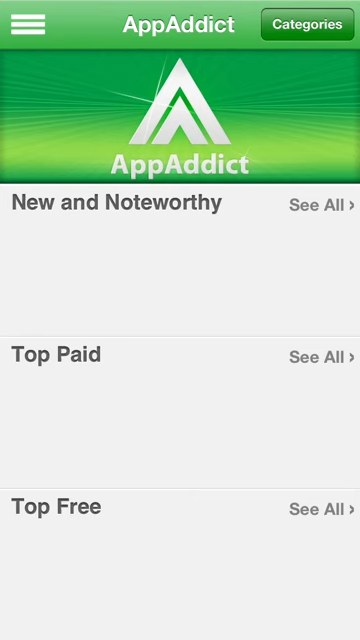 AppAddict
Categories
AppAddict
New and Noteworthy
See All ›
Top Paid
See All ›
Top Free
See All ›